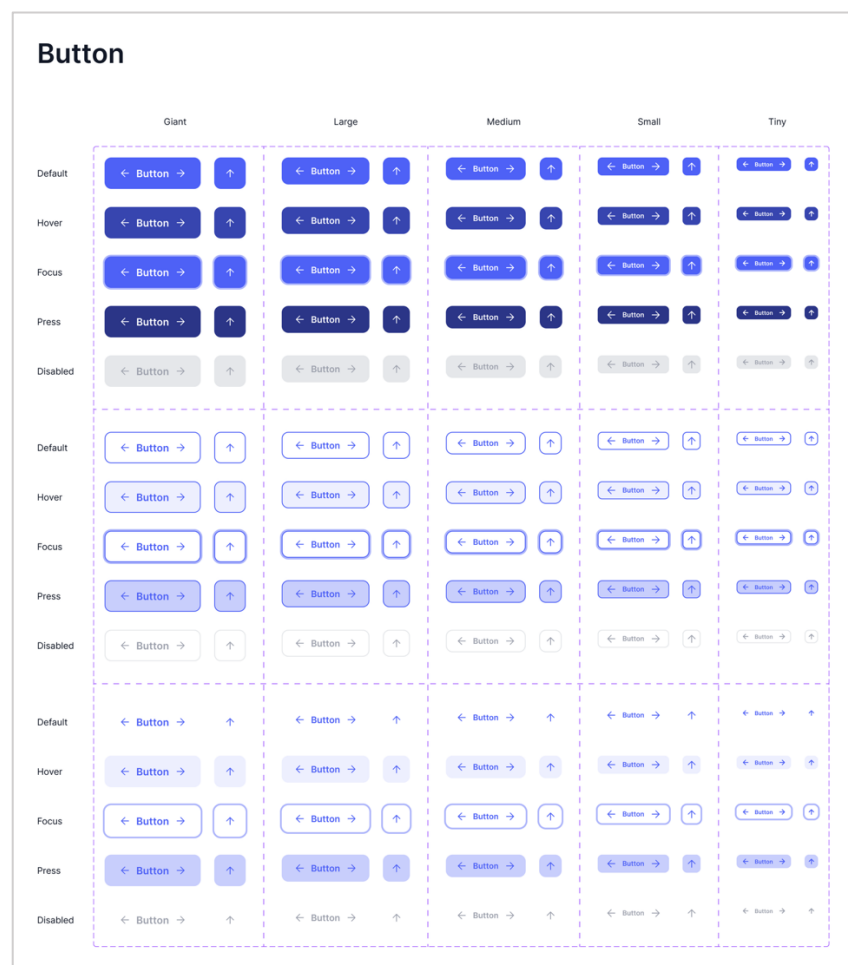 Button
Giant Large Medium Small Tiny
Default ← Button → ↑ ← Button → ↑ ← Button → ↑ ← Button → ↑ ← Button → ↑
Hover ← Button → ↑ ← Button → ↑ ← Button → ↑ ← Button → ↑ ← Button → ↑
Focus ← Button → ↑ ← Button → ↑ ← Button → ↑ ← Button → ↑ ← Button → ↑
Press ← Button → ↑ ← Button → ↑ ← Button → ↑ ← Button → ↑ ← Button → ↑
Disabled ← Button → ↑ ← Button → ↑ ← Button → ↑ ← Button → ↑ ← Button → ↑
Default ← Button → ↑ ← Button → ↑ ← Button → ↑ ← Button → ↑ ← Button → ↑
Hover ← Button → ↑ ← Button → ↑ ← Button → ↑ ← Button → ↑ ← Button → ↑
Focus ← Button → ↑ ← Button → ↑ ← Button → ↑ ← Button → ↑ ← Button → ↑
Press ← Button → ↑ ← Button → ↑ ← Button → ↑ ← Button → ↑ ← Button → ↑
Disabled ← Button → ↑ ← Button → ↑ ← Button → ↑ ← Button → ↑ ← Button → ↑
Default ← Button → ↑ ← Button → ↑ ← Button → ↑ ← Button → ↑ ← Button → ↑
Hover ← Button → ↑ ← Button → ↑ ← Button → ↑ ← Button → ↑ ← Button → ↑
Focus ← Button → ↑ ← Button → ↑ ← Button → ↑ ← Button → ↑ ← Button → ↑
Press ← Button → ↑ ← Button → ↑ ← Button → ↑ ← Button → ↑ ← Button → ↑
Disabled ← Button → ↑ ← Button → ↑ ← Button → ↑ ← Button → ↑ ← Button → ↑